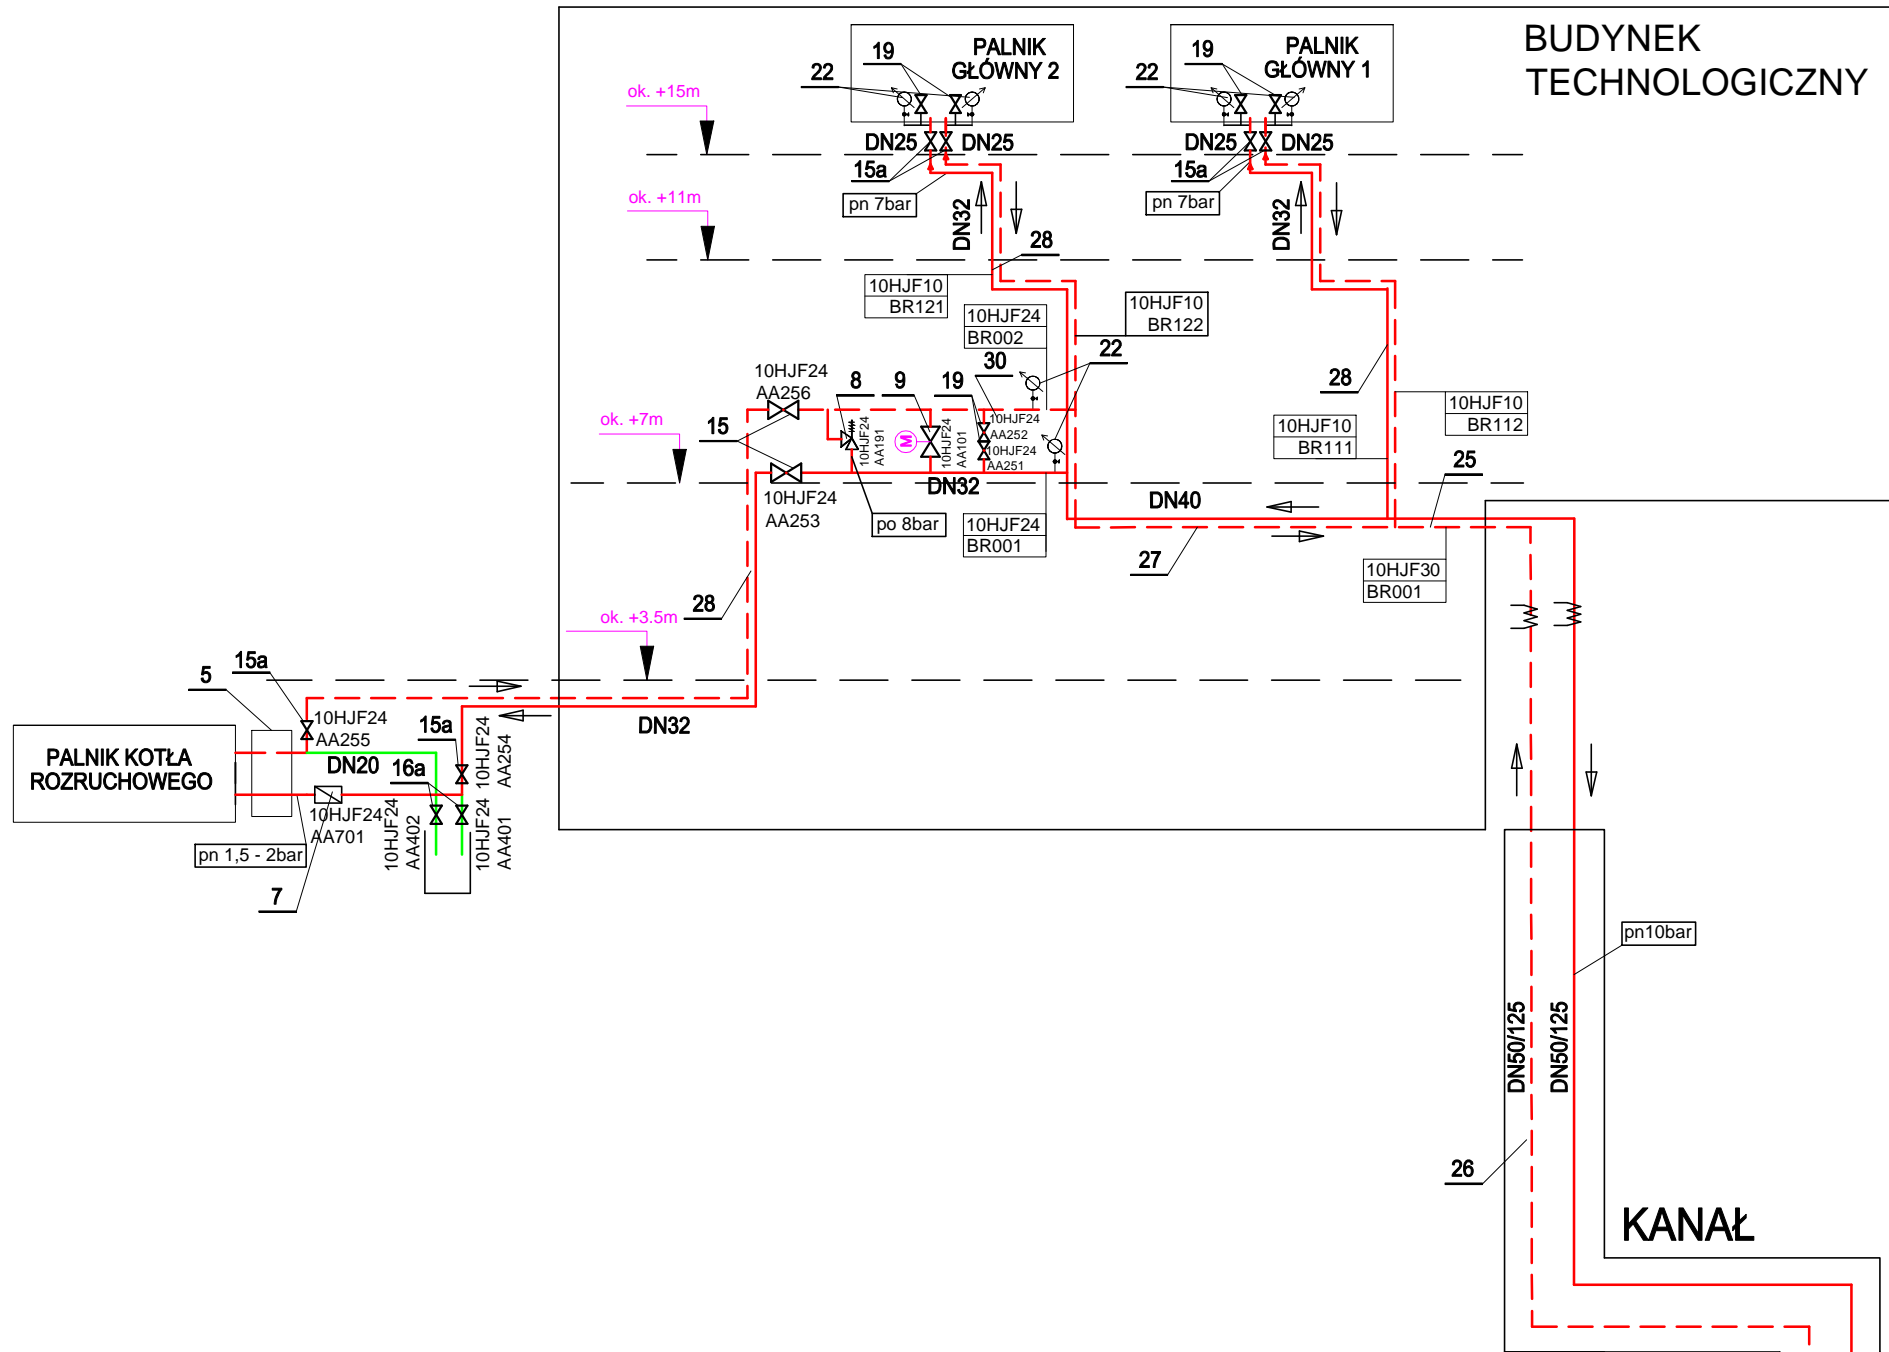 BUDYNEK
TECHNOLOGICZNY
PALNIK
GŁÓWNY 2
19
22
PALNIK
GŁÓWNY 1
19
22
ok. +15m
DN25
DN25
15a
pn 7bar
DN25
DN25
15a
pn 7bar
ok. +11m
DN32
DN32
28
10HJF10
BR121
10HJF24
BR002
10HJF10
BR122
22
30
10HJF24
AA256
8
9
19
28
10HJF10
BR112
10HJF10
BR111
ok. +7m
15
10HJF24
AA191
M
10HJF24
AA101
10HJF24
AA252
10HJF24
AA251
25
10HJF24
AA253
DN32
po 8bar
10HJF24
BR001
DN40
27
10HJF30
BR001
28
ok. +3.5m
5
15a
10HJF24
AA255
DN32
15a
10HJF24
AA254
PALNIK KOTŁA
ROZRUCHOWEGO
DN20
16a
10HJF24
AA701
10HJF24
AA402
10HJF24
AA401
pn 1,5 - 2bar
7
pn10bar
DN50/125
DN50/125
26
KANAŁ